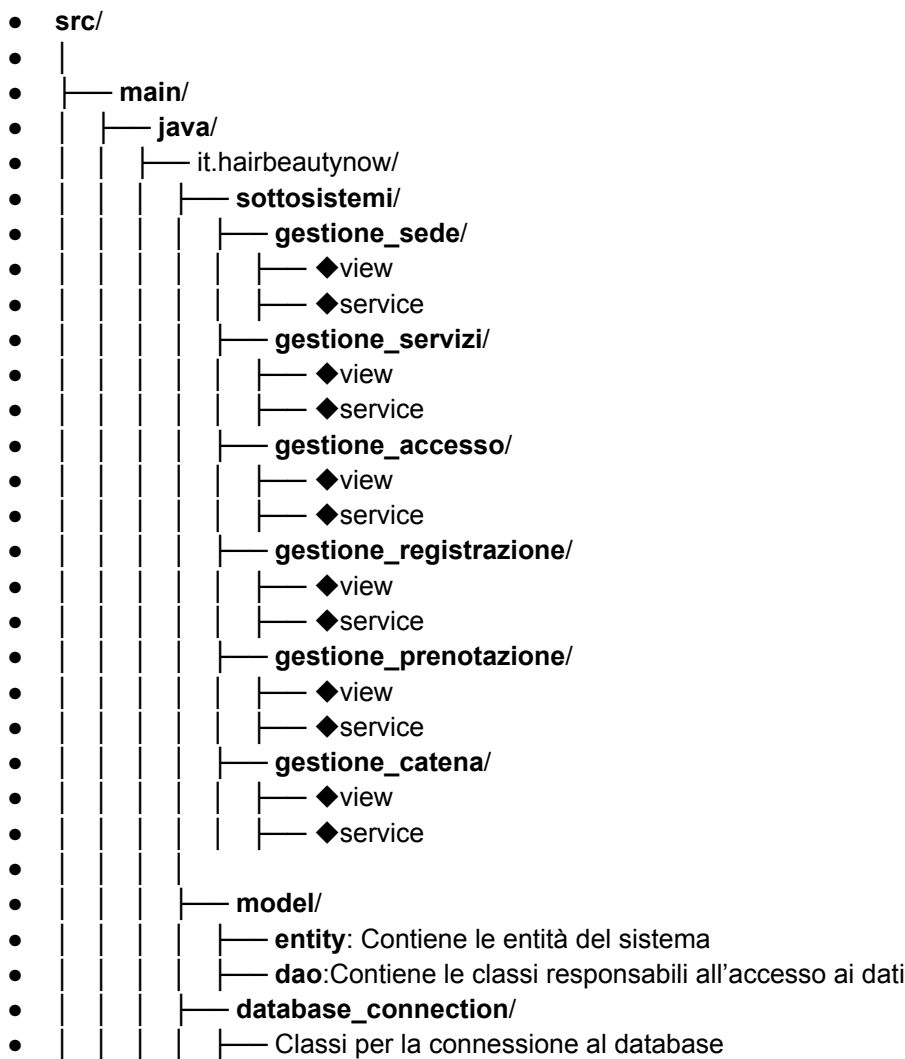 ● src/
● │
● ├── main/
● │ ├── java/
● │ │ ├── it.hairbeautynow/
● │ │ │ ├── sottosistemi/
● │ │ │ │ ├── gestione_sede/
● │ │ │ │ │ ├── ◆view
● │ │ │ │ │ ├── ◆service
● │ │ │ │ ├── gestione_servizi/
● │ │ │ │ │ ├── ◆view
● │ │ │ │ │ ├── ◆service
● │ │ │ │ ├── gestione_accesso/
● │ │ │ │ │ ├── ◆view
● │ │ │ │ │ ├── ◆service
● │ │ │ │ ├── gestione_registrazione/
● │ │ │ │ │ ├── ◆view
● │ │ │ │ │ ├── ◆service
● │ │ │ │ ├── gestione_prenotazione/
● │ │ │ │ │ ├── ◆view
● │ │ │ │ │ ├── ◆service
● │ │ │ │ ├── gestione_catena/
● │ │ │ │ │ ├── ◆view
● │ │ │ │ │ ├── ◆service
● │ │ │ │
● │ │ │ ├── model/
● │ │ │ │ ├── entity: Contiene le entità del sistema
● │ │ │ │ ├── dao:Contiene le classi responsabili all’accesso ai dati
● │ │ │ ├── database_connection/
● │ │ │ │ ├── Classi per la connessione al database